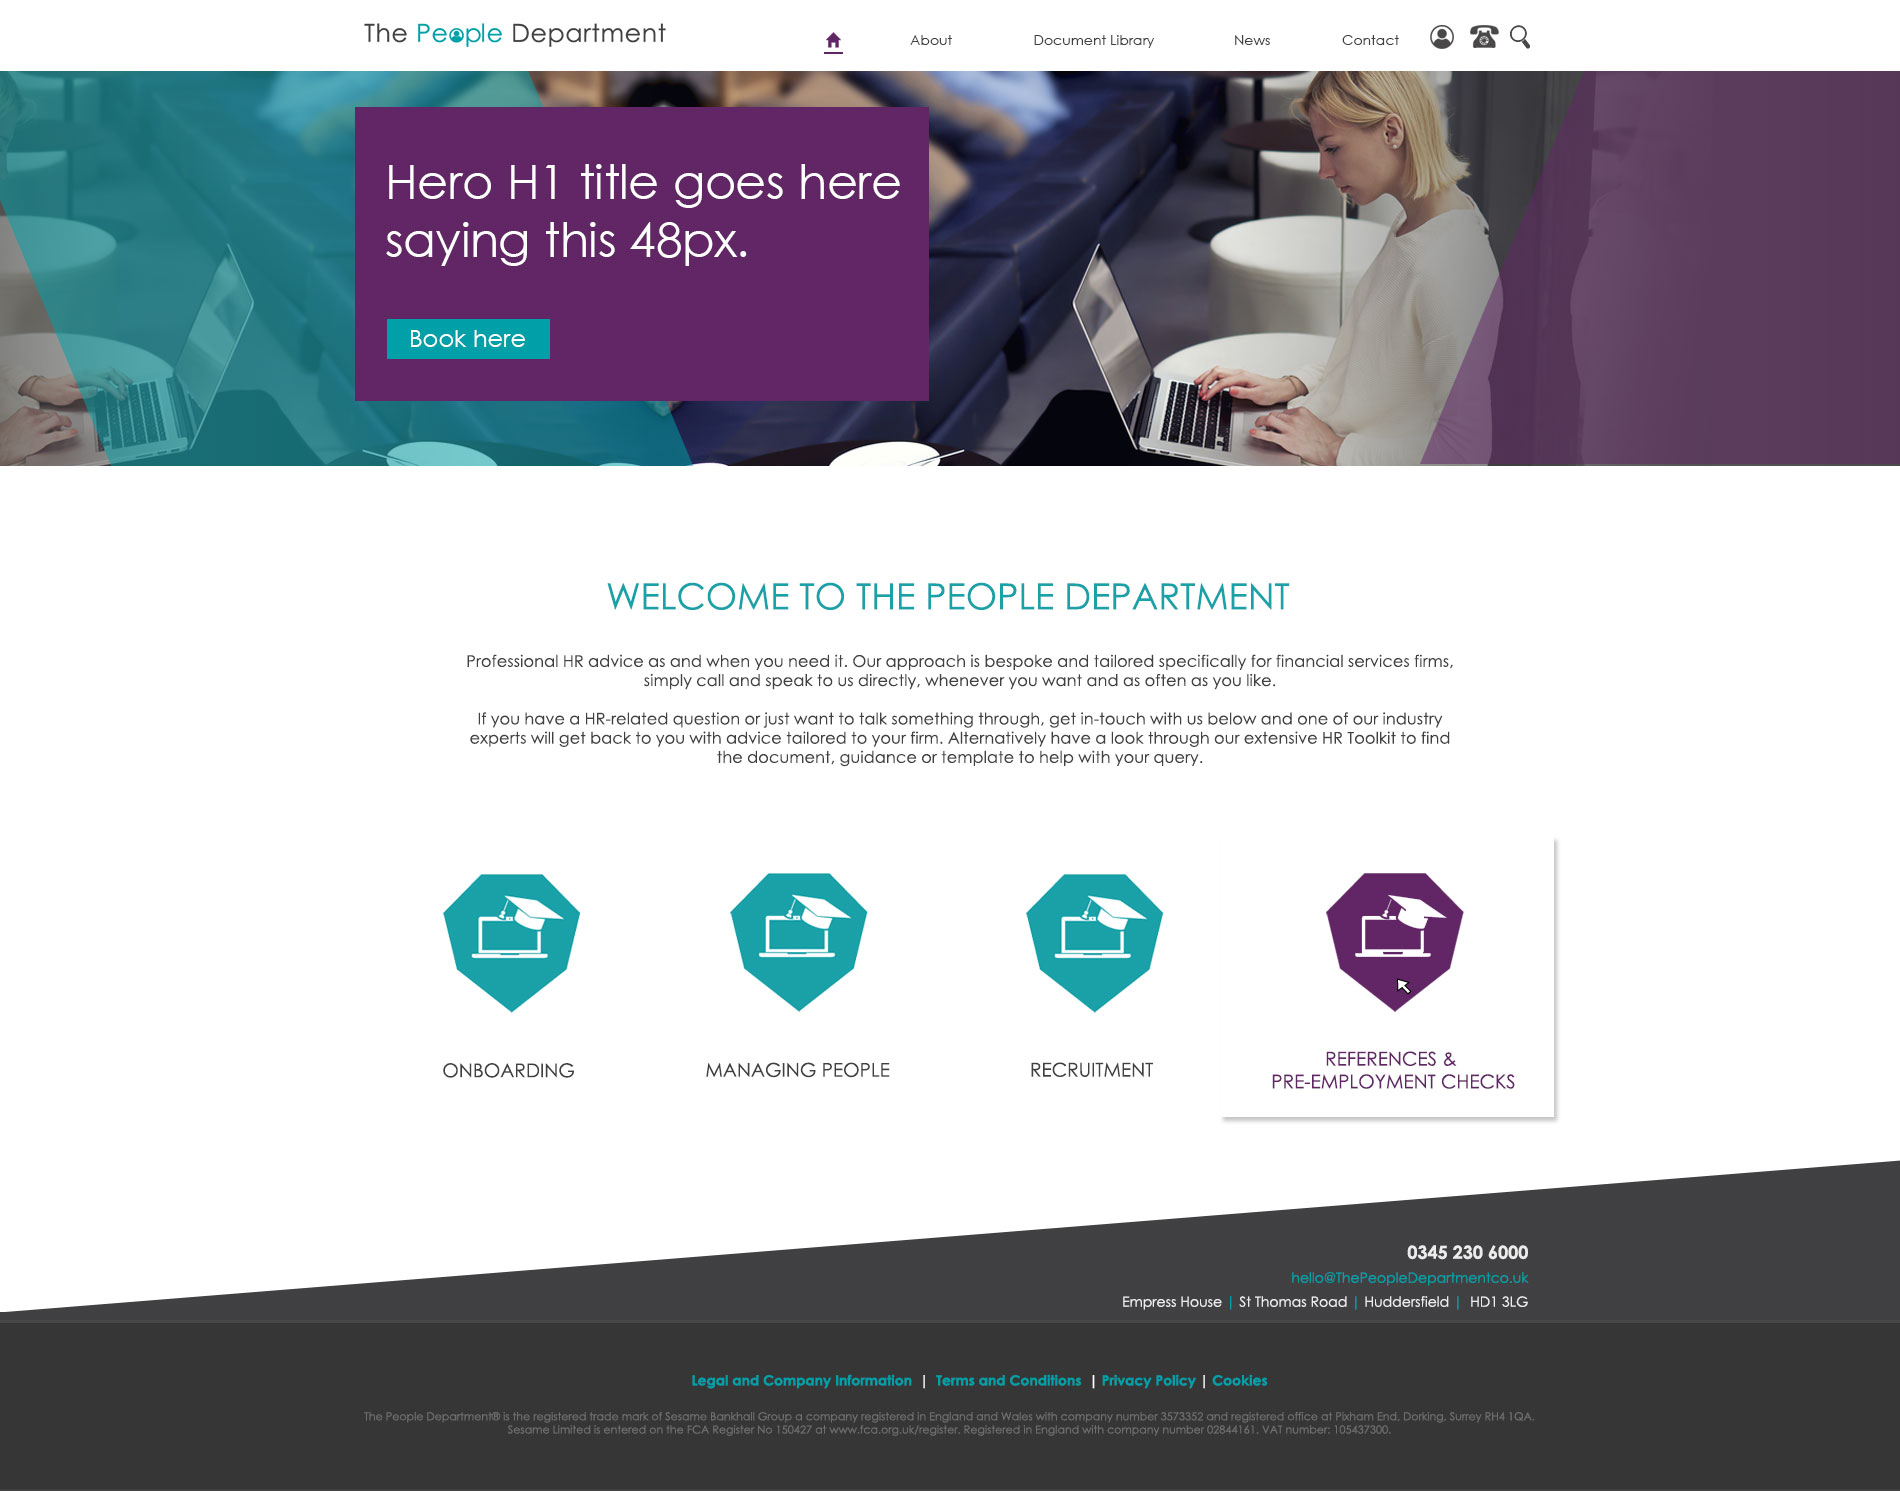 The People Department
About
Document Library
News
Contact
Hero H1 title goes here
saying this 48px.
Book here
WELCOME TO THE PEOPLE DEPARTMENT
Professional HR advice as and when you need it. Our approach is bespoke and tailored specifically for financial services firms,
simply call and speak to us directly, whenever you want and as often as you like.
If you have a HR-related question or just want to talk something through, get in-touch with us below and one of our industry
experts will get back to you with advice tailored to your firm. Alternatively have a look through our extensive HR Toolkit to find
the document, guidance or template to help with your query.
ONBOARDING
MANAGING PEOPLE
RECRUITMENT
REFERENCES &
PRE-EMPLOYMENT CHECKS
0345 230 6000
hello@ThePeopleDepartmentco.uk
Empress House | St Thomas Road | Huddersfield | HD1 3LG
Legal and Company Information | Terms and Conditions | Privacy Policy | Cookies
The People Department® is the registered trade mark of Sesame Bankhall Group a company registered in England and Wales with company number 3573352 and registered office at Pixham End, Dorking, Surrey RH4 1QA.
Sesame Limited is entered on the FCA Register No 150427 at www.fca.org.uk/register. Registered in England with company number 02844161. VAT number: 105437300.